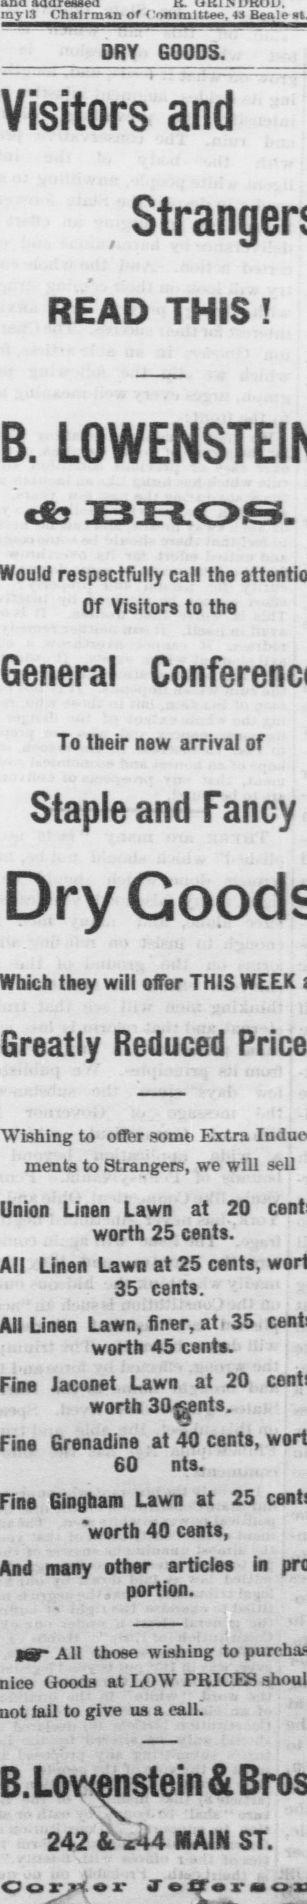 and addressed R. GRINDROD,
my13 Chairman of Committee, 43 Beale st.
DRY GOODS.
Visitors and
Strangers
READ THIS!
B. LOWENSTEIN
& BROS.
Would respectfully call the attentio
Of Visitors to the
General Conference
To their new arrival of
Staple and Fancy
Dry Goods
Which they will offer THIS WEEK a
Greatly Reduced Price
Wishing to offer some Extra Induc
ments to Strangers, we will sell
Union Linen Lawn at 20 cents
worth 25 cents.
All Linen Lawn at 25 cents, wort
35 cents.
All Linen Lawn, finer, at 35 cents
worth 45 cents.
Fine Jaconet Lawn at 20 cents
worth 30 cents.
Fine Grenadine at 40 cents, wort
60 nts.
Fine Gingham Lawn at 25 cents
worth 40 cents,
And many other articles in pro
portion.
☞ All those wishing to purchas
nice Goods at LOW PRICES shoul
not fail to give us a call.
B. Lowenstein & Bros
242 & 244 MAIN ST.
Corner Jefferson